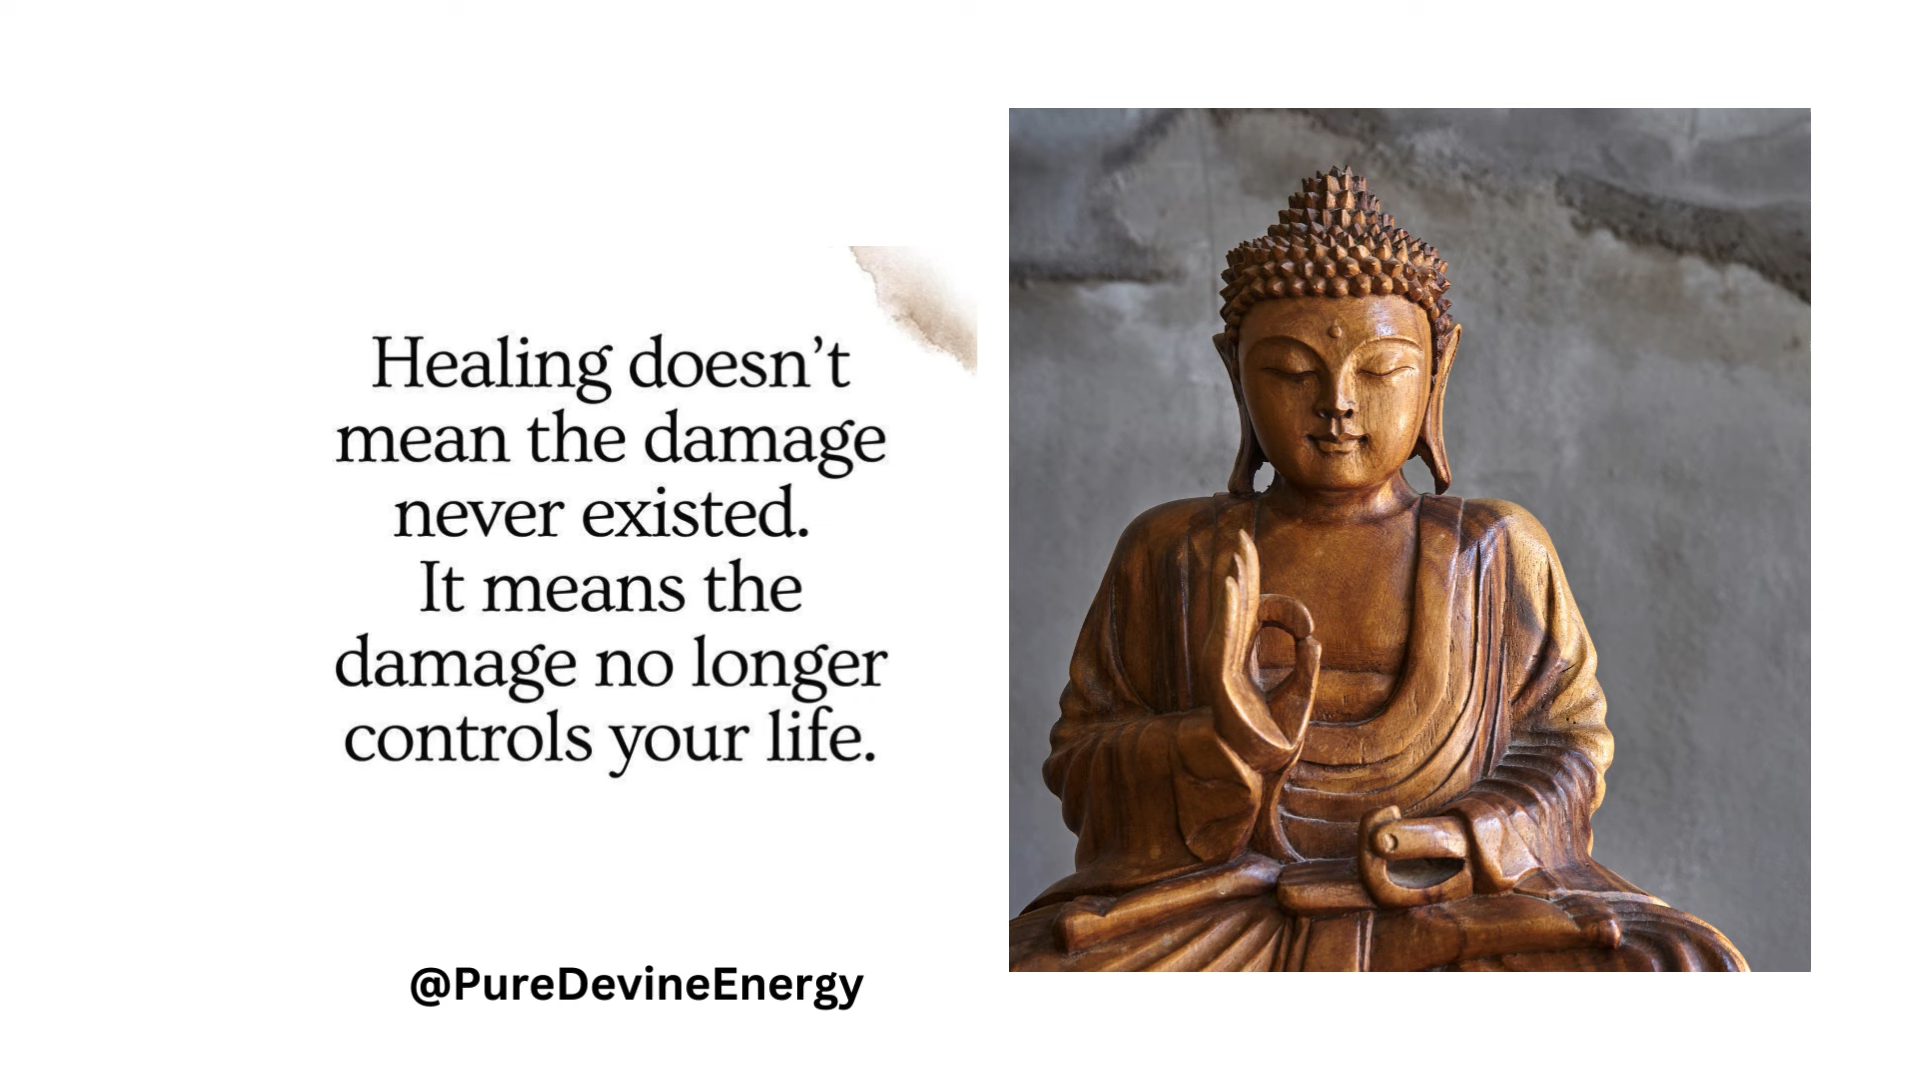 Healing doesn’t
mean the damage
never existed.
It means the
damage no longer
controls your life.
@PureDevineEnergy